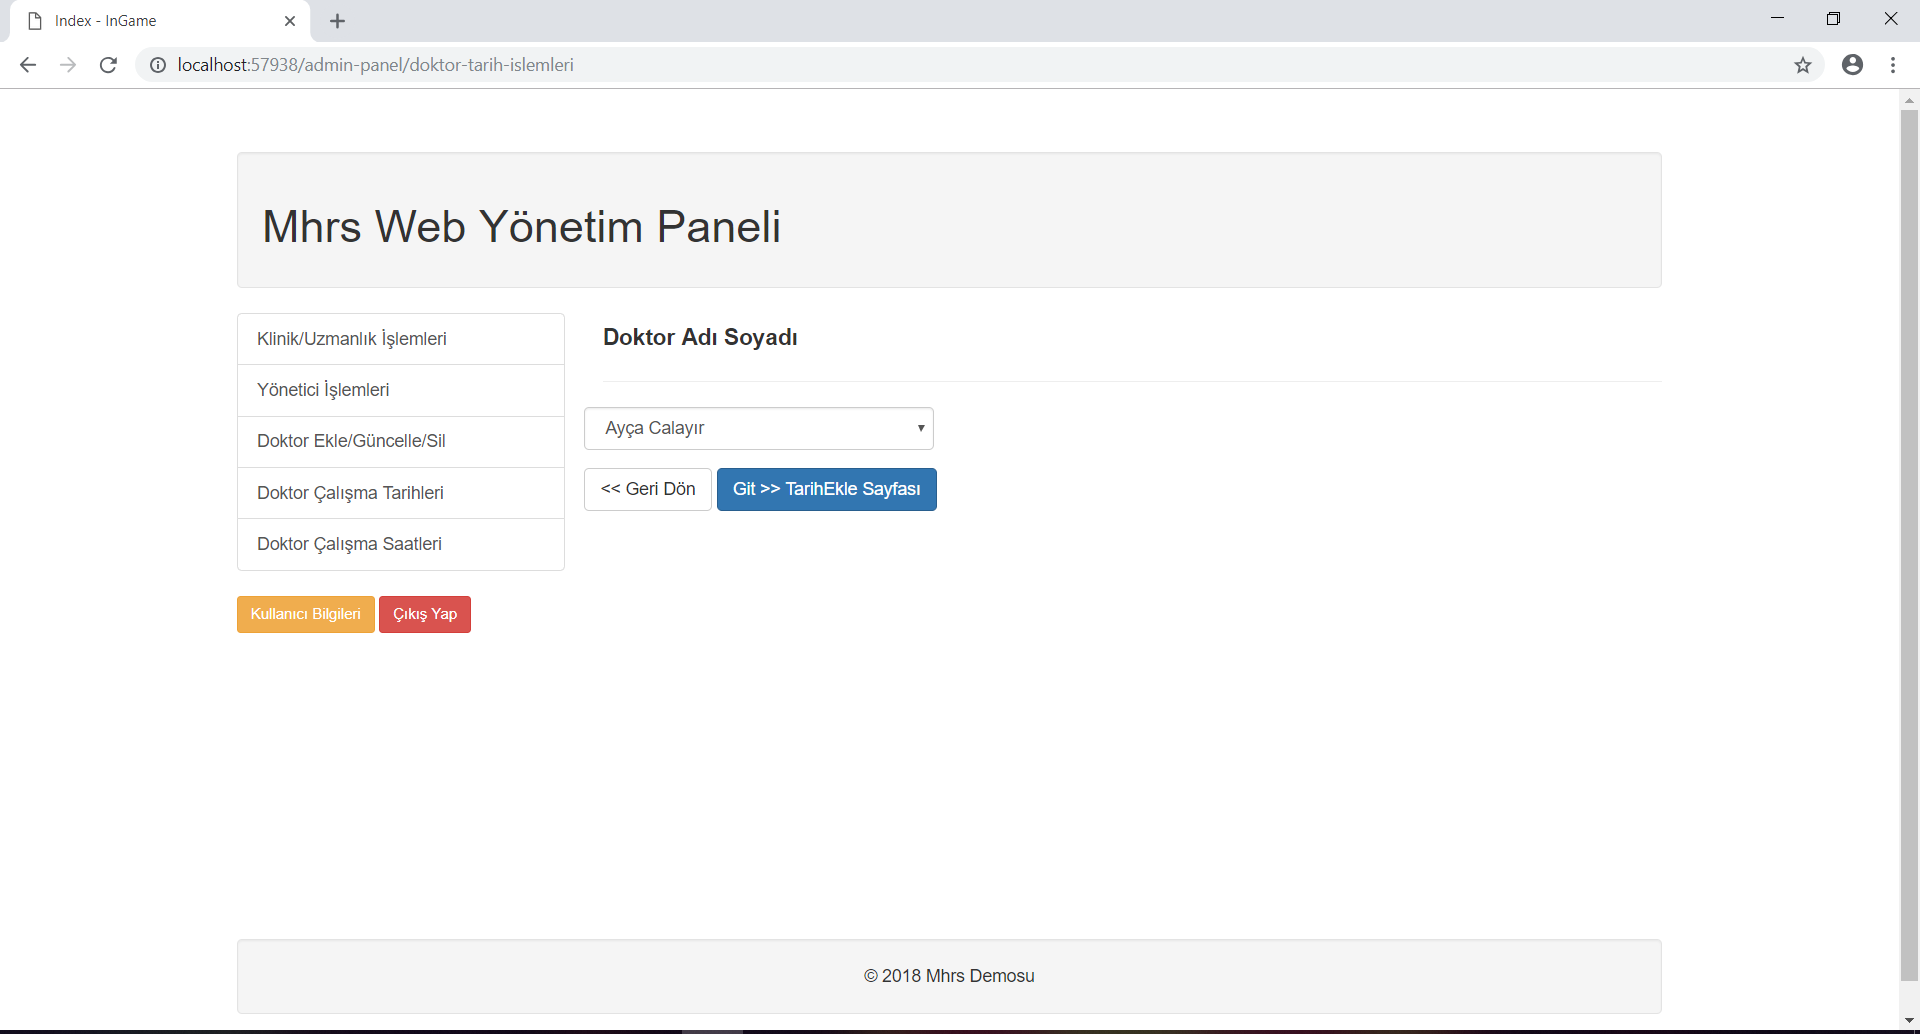 Index - InGame
localhost:57938/admin-panel/doktor-tarih-islemleri
Mhrs Web Yönetim Paneli
Klinik/Uzmanlık İşlemleri
Yönetici İşlemleri
Doktor Ekle/Güncelle/Sil
Doktor Çalışma Tarihleri
Doktor Çalışma Saatleri
Kullanıcı Bilgileri Çıkış Yap
Doktor Adı Soyadı
Ayça Calayır
<< Geri Dön Git >> TarihEkle Sayfası
© 2018 Mhrs Demosu